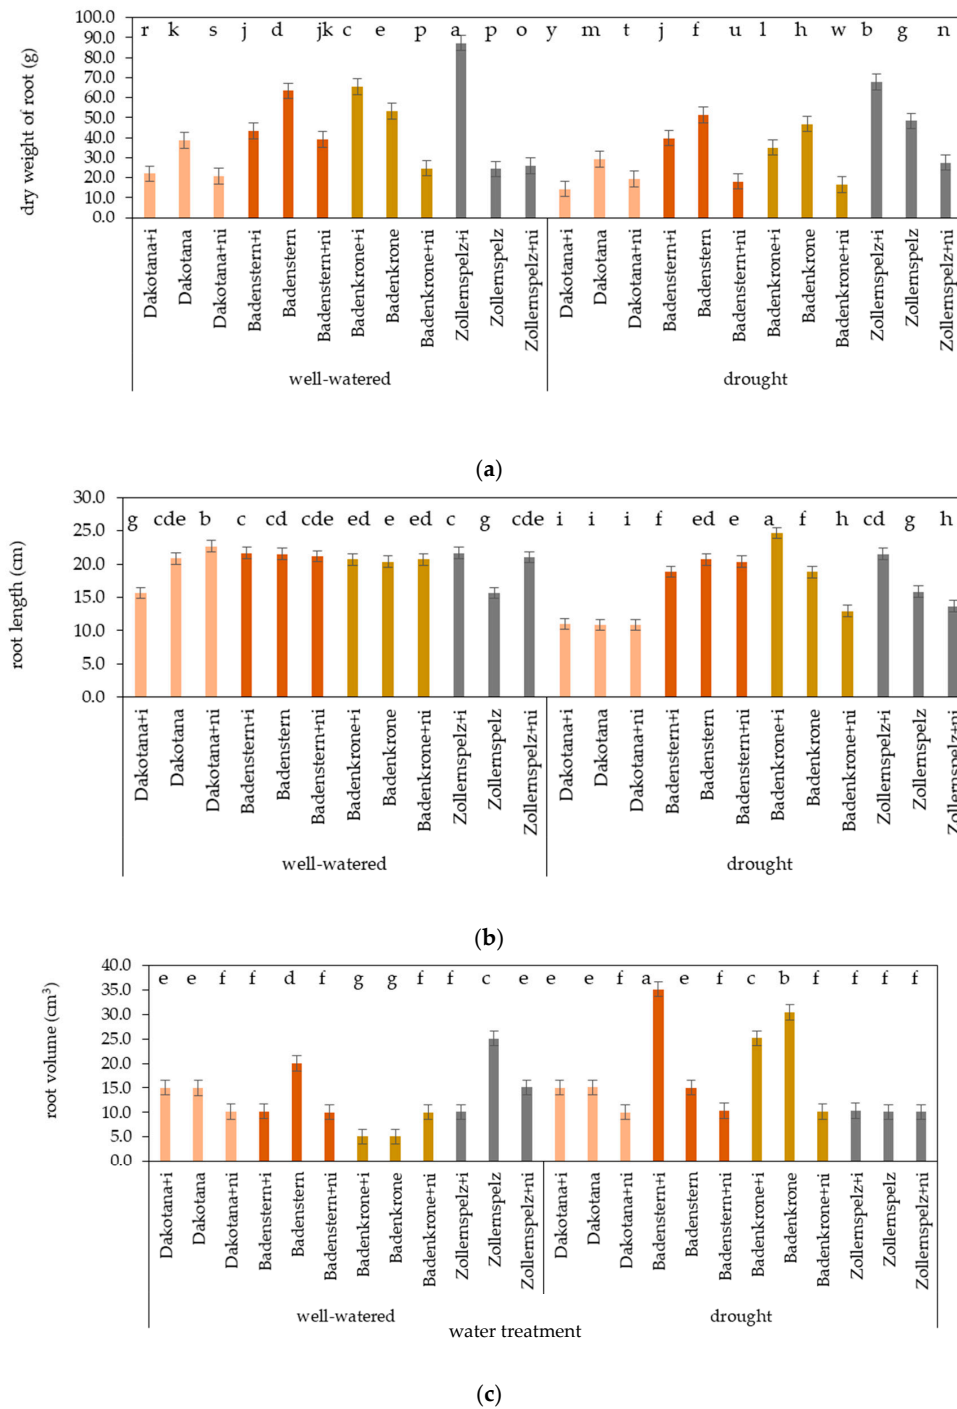 r k s j d jk c e p a p o y m t j f u l h w b g n
dry weight of root (g)
100.0
90.0
80.0
70.0
60.0
50.0
40.0
30.0
20.0
10.0
0.0
Dakotana+i
Dakotana
Dakotana+ni
Badenstern+i
Badenstern
Badenstern+ni
Badenkrone+i
Badenkrone
Badenkrone+ni
Zollernspelz+i
Zollernspelz
Zollernspelz+ni
Dakotana+i
Dakotana
Dakotana+ni
Badenstern+i
Badenstern
Badenstern+ni
Badenkrone+i
Badenkrone
Badenkrone+ni
Zollernspelz+i
Zollernspelz
Zollernspelz+ni
well-watered drought
(a)
g cde b c cd cde ed e ed c g cde i i i f ed e a f h cd g h
root length (cm)
30.0
25.0
20.0
15.0
10.0
5.0
0.0
Dakotana+i
Dakotana
Dakotana+ni
Badenstern+i
Badenstern
Badenstern+ni
Badenkrone+i
Badenkrone
Badenkrone+ni
Zollernspelz+i
Zollernspelz
Zollernspelz+ni
Dakotana+i
Dakotana
Dakotana+ni
Badenstern+i
Badenstern
Badenstern+ni
Badenkrone+i
Badenkrone
Badenkrone+ni
Zollernspelz+i
Zollernspelz
Zollernspelz+ni
well-watered drought
(b)
e e f f d f g g f f c e e e f a e f c b f f f f
root volume (cm³)
40.0
35.0
30.0
25.0
20.0
15.0
10.0
5.0
0.0
Dakotana+i
Dakotana
Dakotana+ni
Badenstern+i
Badenstern
Badenstern+ni
Badenkrone+i
Badenkrone
Badenkrone+ni
Zollernspelz+i
Zollernspelz
Zollernspelz+ni
Dakotana+i
Dakotana
Dakotana+ni
Badenstern+i
Badenstern
Badenstern+ni
Badenkrone+i
Badenkrone
Badenkrone+ni
Zollernspelz+i
Zollernspelz
Zollernspelz+ni
well-watered drought
water treatment
(c)